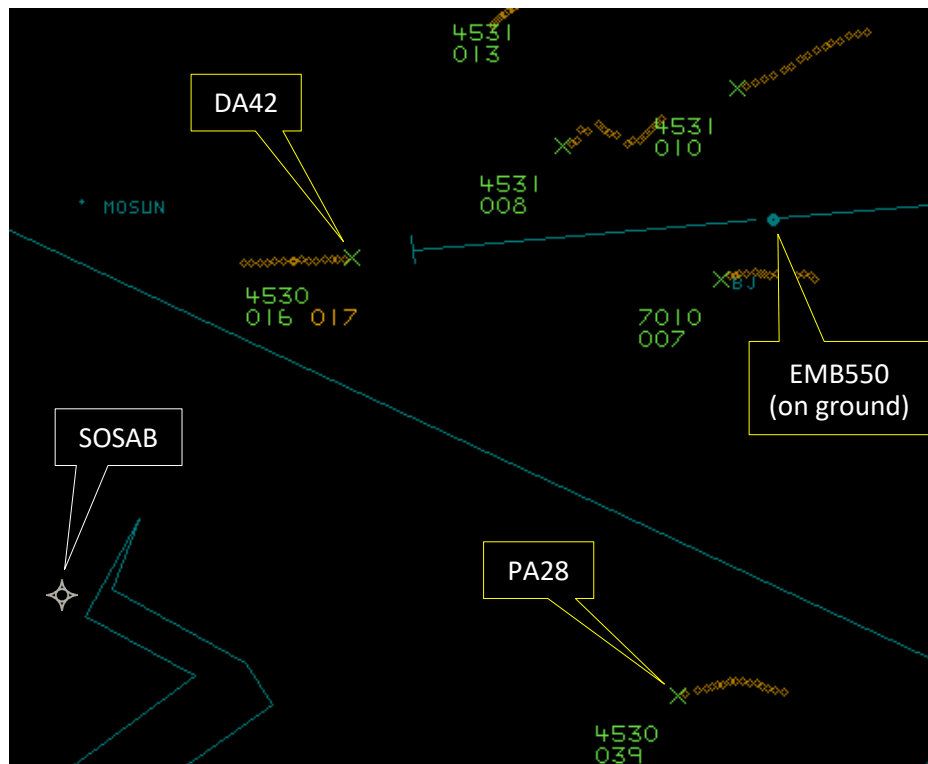 4531
013
DA42
4531
010
4531
008
MOSUN
4530
016 017
BJ
7010
007
EMB550
(on ground)
SOSAB
PA28
4530
039